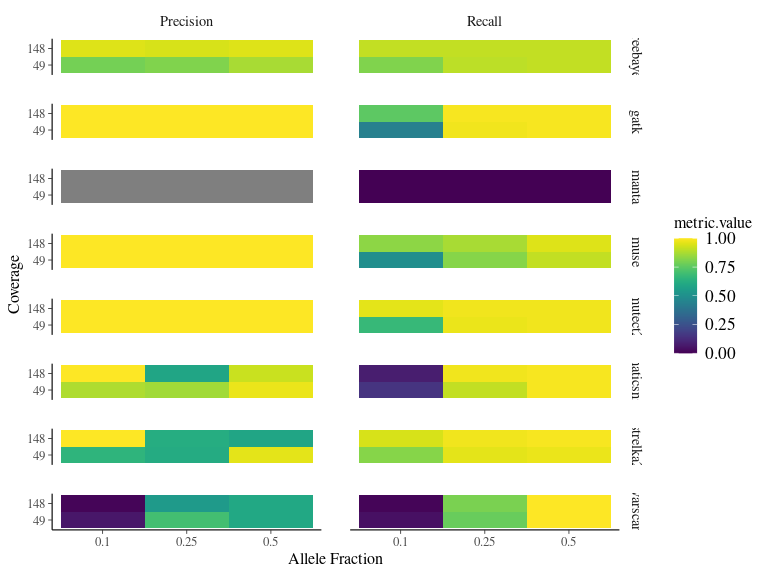 Precision Recall
148
49
148
49
gatk
148
49
manta
148
49
muse
148
49
148
49
148
49
148
49
0.1 0.25 0.5 0.1 0.25 0.5
Allele Fraction
Coverage
metric.value
1.00
0.75
0.50
0.25
0.00